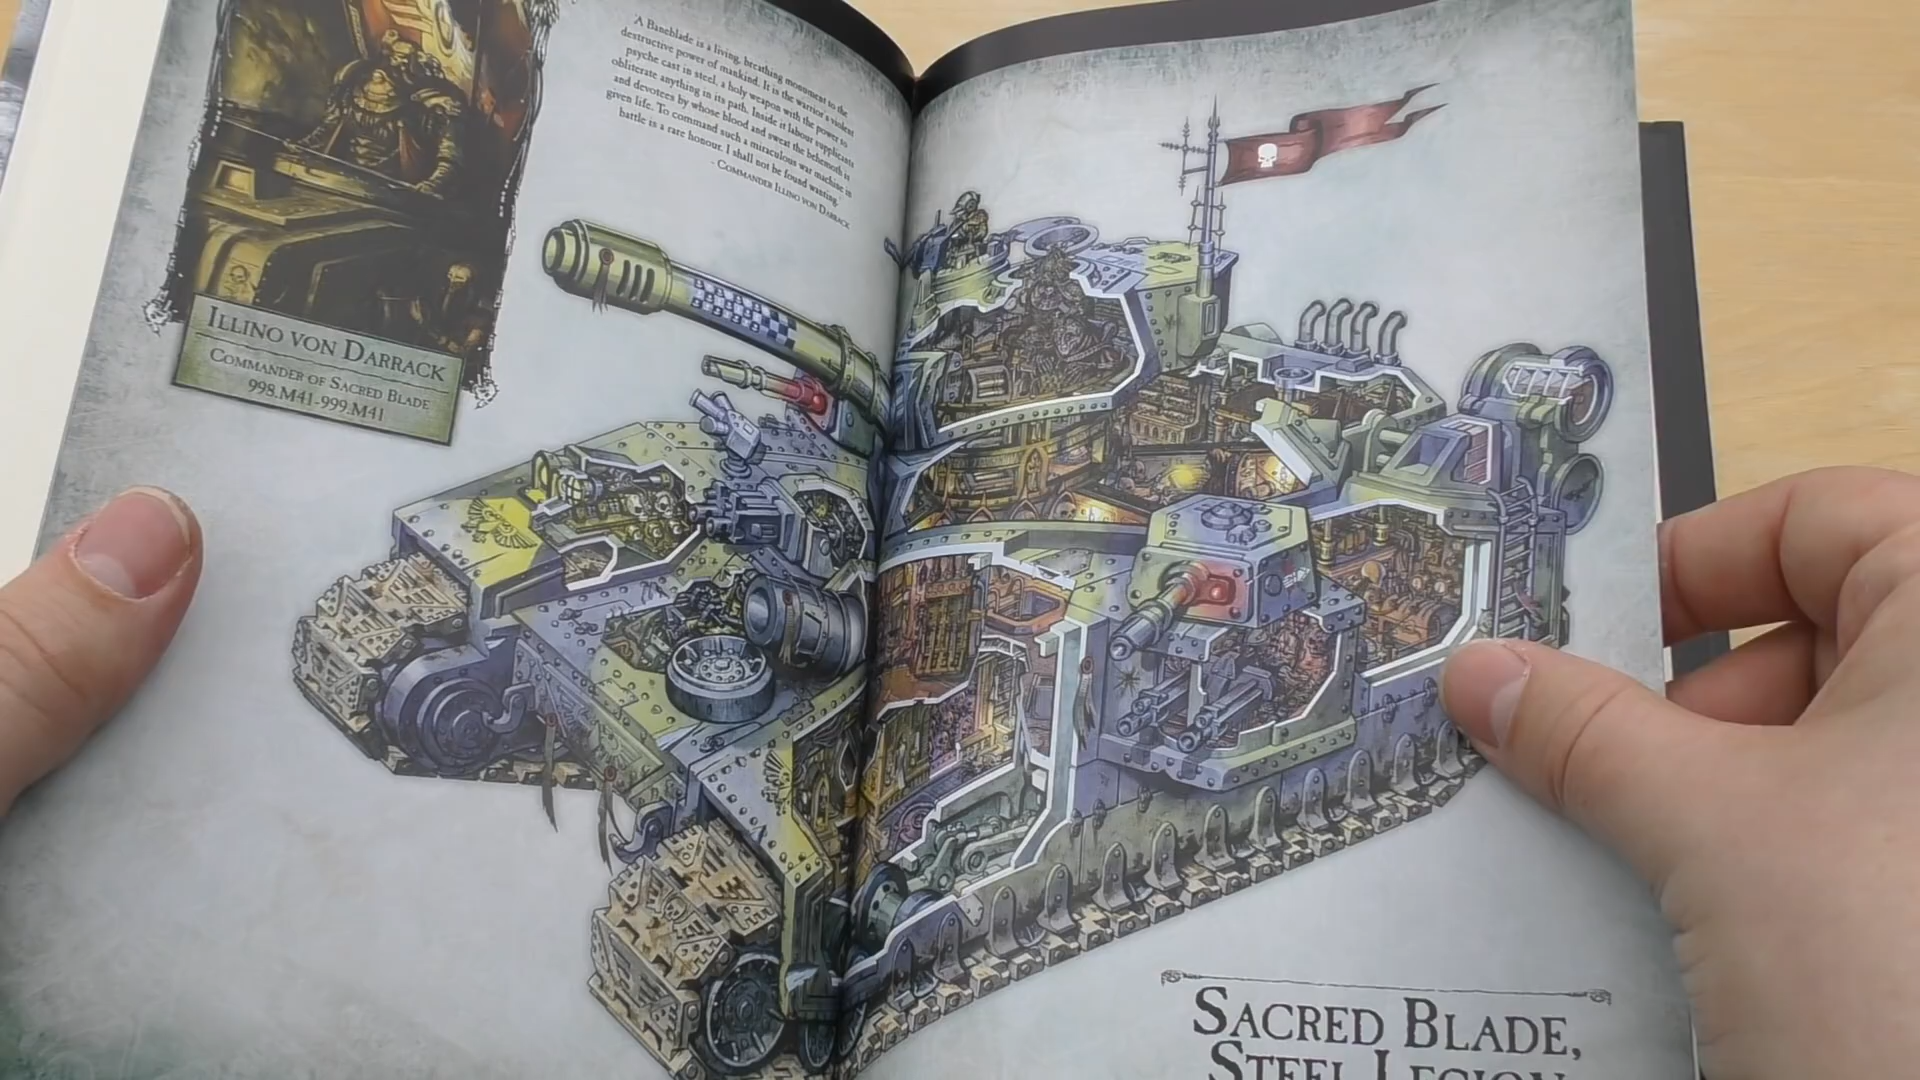 'A Baneblade is a living, breathing monument to the
destructive power of mankind. It is the warrior's violent
psyche cast in steel, a holy weapon with the power to
obliterate anything in its path. Inside it labour supplicants
and devotees by whose blood and sweat the behemoth is
given life. To command such a miraculous war machine in
battle is a rare honour. I shall not be found wanting.'
- Commander Illino von Darrack
Illino von Darrack
Commander of Sacred Blade
998.M41-999.M41
Sacred Blade,
Steel Legion